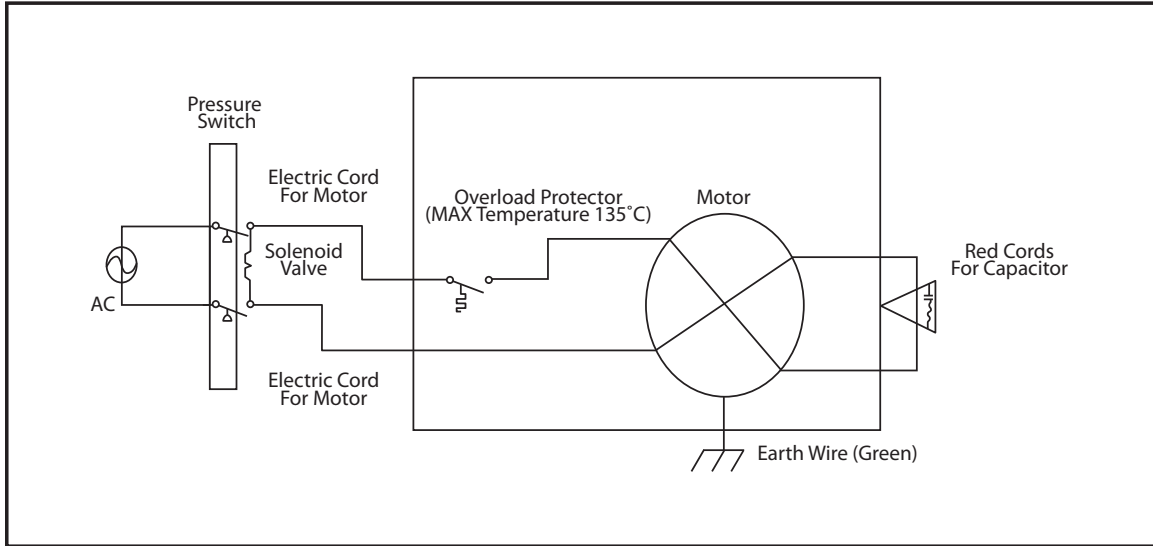 Pressure
Switch
Electric Cord
For Motor
Overload Protector
(MAX Temperature 135˚C)
Motor
Solenoid
Valve
Red Cords
For Capacitor
AC
Electric Cord
For Motor
Earth Wire (Green)